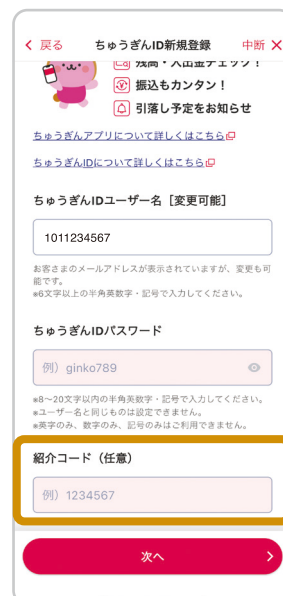 戻る ちゅうぎんID新規登録 中断
残高・入出金チェック！
振込もカンタン！
引落し予定をお知らせ
ちゅうぎんアプリについて詳しくはこちら
ちゅうぎんIDについて詳しくはこちら
ちゅうぎんIDユーザー名［変更可能］
1011234567
お客さまのメールアドレスが表示されていますが、変更も可
能です。
※6文字以上の半角英数字・記号で入力してください。
ちゅうぎんIDパスワード
例）ginko789
※8〜20文字以内の半角英数字・記号で入力してください。
※ユーザー名と同じものは設定できません。
※英字のみ、数字のみ、記号のみはご利用できません。
紹介コード（任意）
例）1234567
次へ